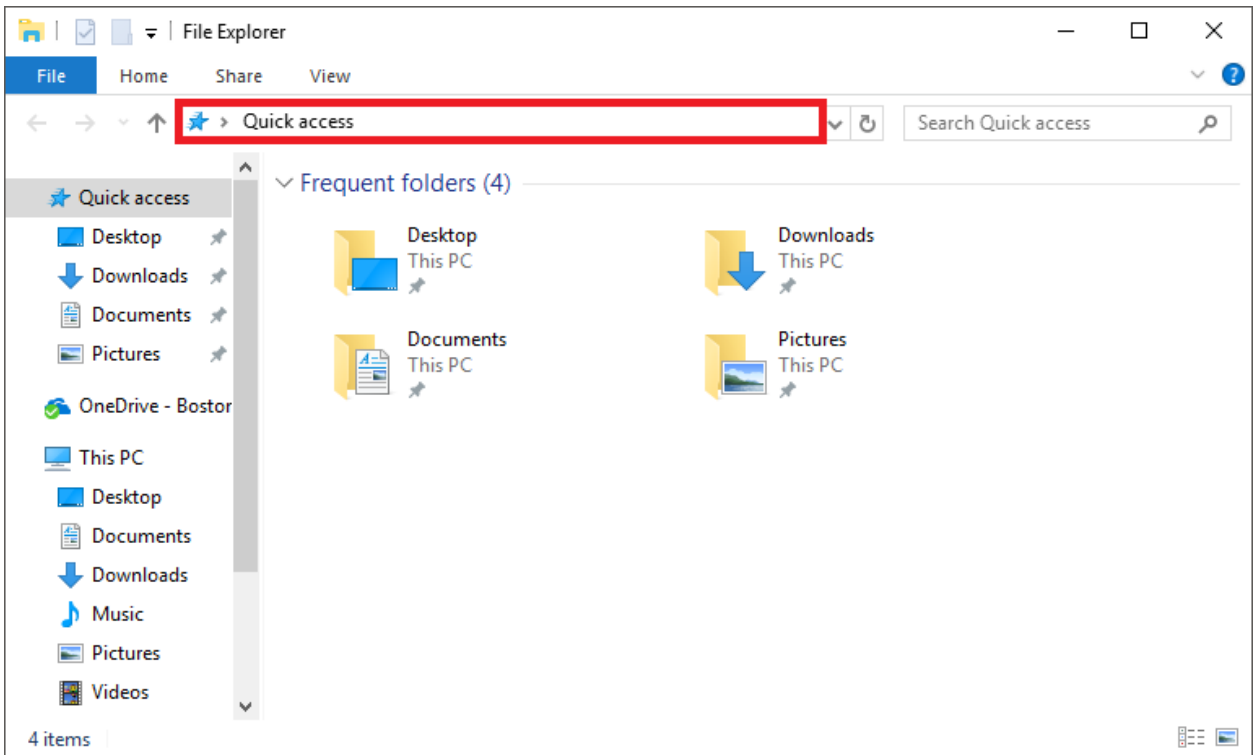 File Explorer
File Home Share View
Quick access
Search Quick access
Quick access
Desktop
Downloads
Documents
Pictures
OneDrive - Bostor
This PC
Desktop
Documents
Downloads
Music
Pictures
Videos
Frequent folders (4)
Desktop
This PC
Downloads
This PC
Documents
This PC
Pictures
This PC
4 items